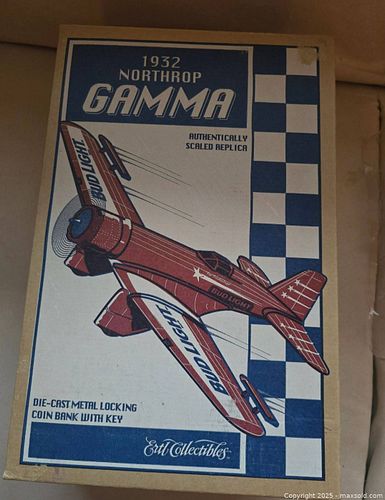 1932
NORTHROP
GAMMA
AUTHENTICALLY
SCALED REPLICA
BUD LIGHT
BUD LIGHT
BUD LIGHT
DIE-CAST METAL LOCKING
COIN BANK WITH KEY
Ertl Collectibles
Copyright 2025 - maxsold.com